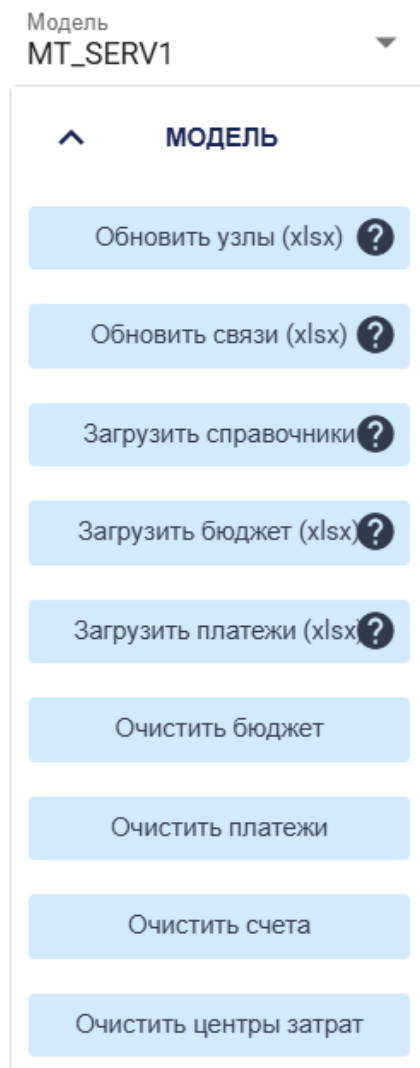 Модель
MT_SERV1
МОДЕЛЬ
Обновить узлы (xlsx) ?
Обновить связи (xlsx) ?
Загрузить справочники ?
Загрузить бюджет (xlsx) ?
Загрузить платежи (xlsx) ?
Очистить бюджет
Очистить платежи
Очистить счета
Очистить центры затрат